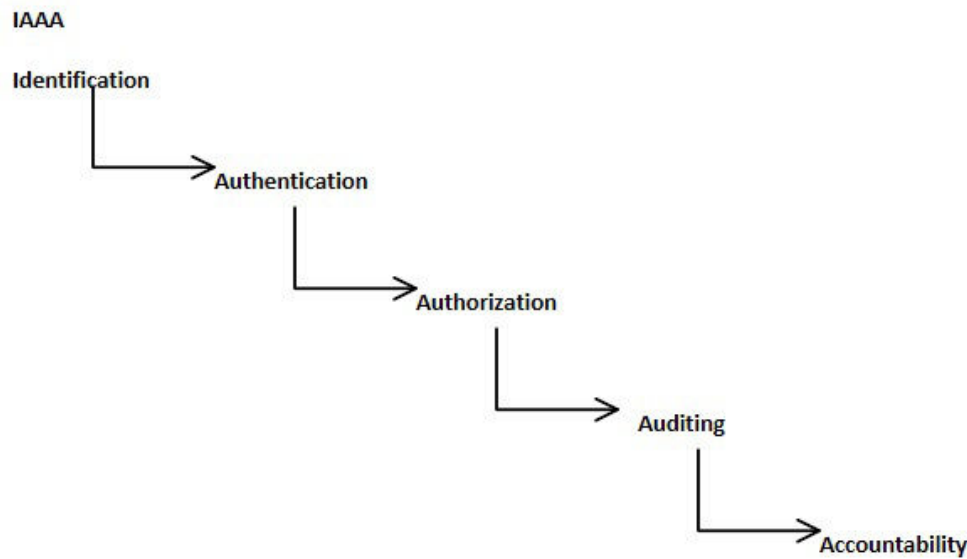 IAAA
Identification
Authentication
Authorization
Auditing
Accountability